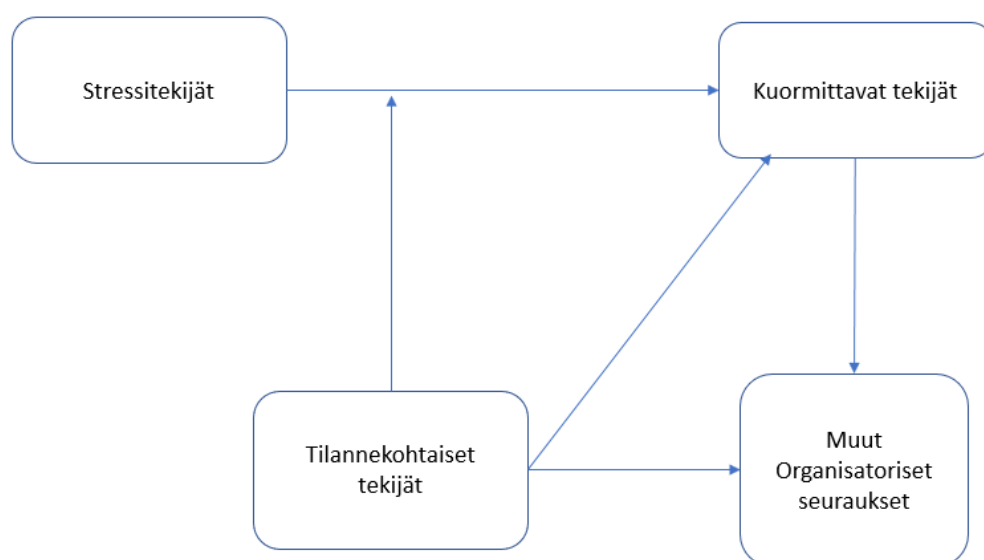 Stressitekijät
Kuormittavat tekijät
Tilannekohtaiset
tekijät
Muut
Organisatoriset
seuraukset